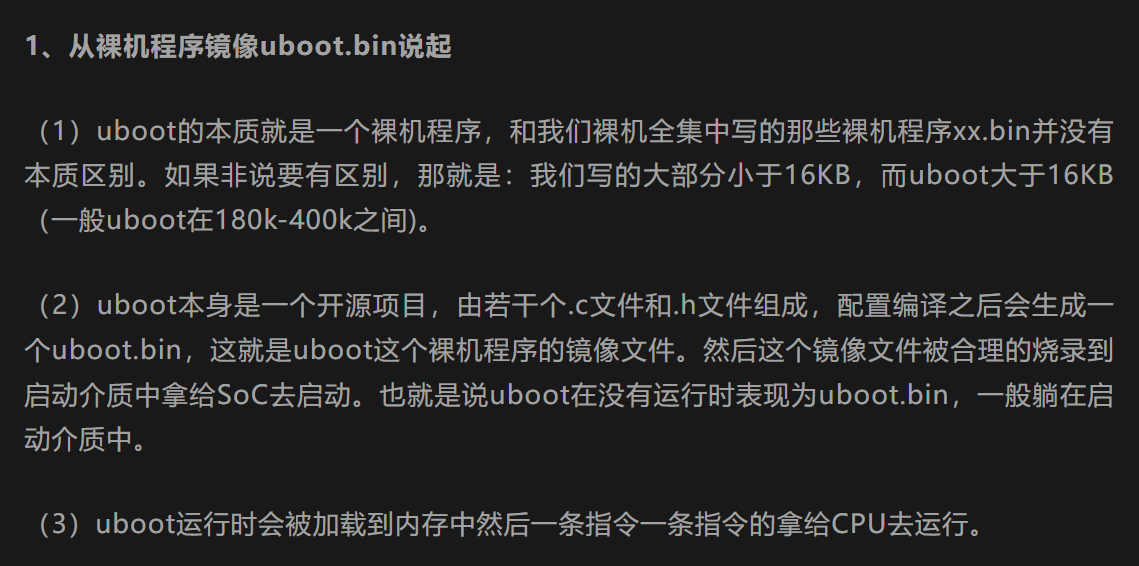 1、从裸机程序镜像uboot.bin说起
（1）uboot的本质就是一个裸机程序，和我们裸机全集中写的那些裸机程序xx.bin并没有
本质区别。如果非说要有区别，那就是：我们写的大部分小于16KB，而uboot大于16KB
（一般uboot在180k-400k之间)。
（2）uboot本身是一个开源项目，由若干个.c文件和.h文件组成，配置编译之后会生成一
个uboot.bin，这就是uboot这个裸机程序的镜像文件。然后这个镜像文件被合理的烧录到
启动介质中拿给SoC去启动。也就是说uboot在没有运行时表现为uboot.bin，一般躺在启
动介质中。
（3）uboot运行时会被加载到内存中然后一条指令一条指令的拿给CPU去运行。